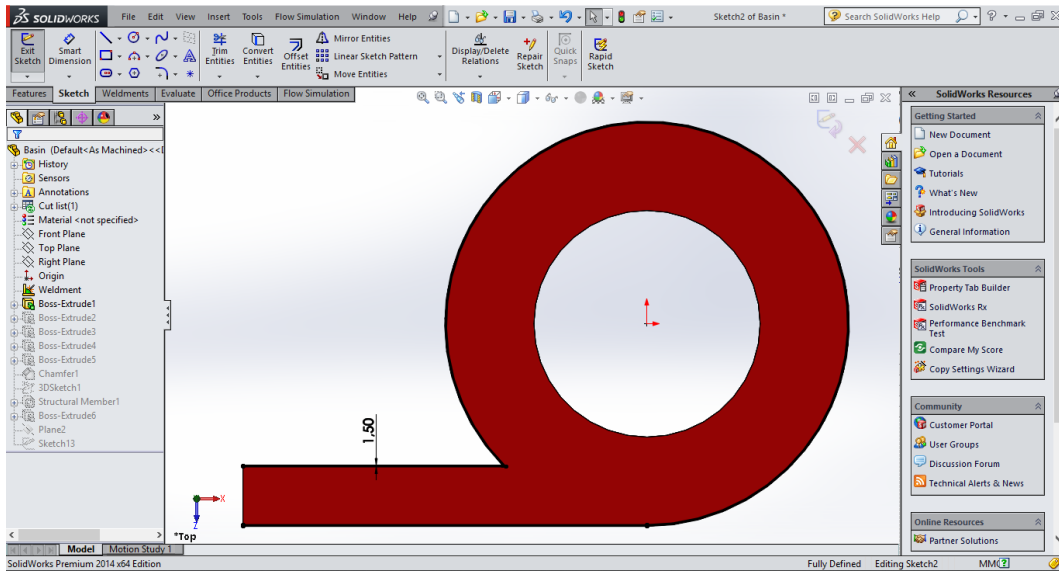 SOLIDWORKS File Edit View Insert Tools Flow Simulation Window Help Sketch2 of Basin * Search SolidWorks Help
Exit Sketch
Smart Dimension
Trim Entities
Convert Entities
Offset Entities
Mirror Entities
Linear Sketch Pattern
Move Entities
Display/Delete Relations
Repair Sketch
Quick Snaps
Rapid Sketch
Features Sketch Weldments Evaluate Office Products Flow Simulation
Basin (Default<As Machined><<
History
Sensors
Annotations
Cut list(1)
Material <not specified>
Front Plane
Top Plane
Right Plane
Origin
Weldment
Boss-Extrude1
Boss-Extrude2
Boss-Extrude3
Boss-Extrude4
Boss-Extrude5
Chamfer1
3DSketch1
Structural Member1
Boss-Extrude6
Plane2
Sketch13
1,50
X
Z
*Top
SolidWorks Resources
Getting Started
New Document
Open a Document
Tutorials
What's New
Introducing SolidWorks
General Information
SolidWorks Tools
Property Tab Builder
SolidWorks Rx
Performance Benchmark
Test
Compare My Score
Copy Settings Wizard
Community
Customer Portal
User Groups
Discussion Forum
Technical Alerts & News
Online Resources
Partner Solutions
Model Motion Study 1
SolidWorks Premium 2014 x64 Edition Fully Defined Editing Sketch2 MMG